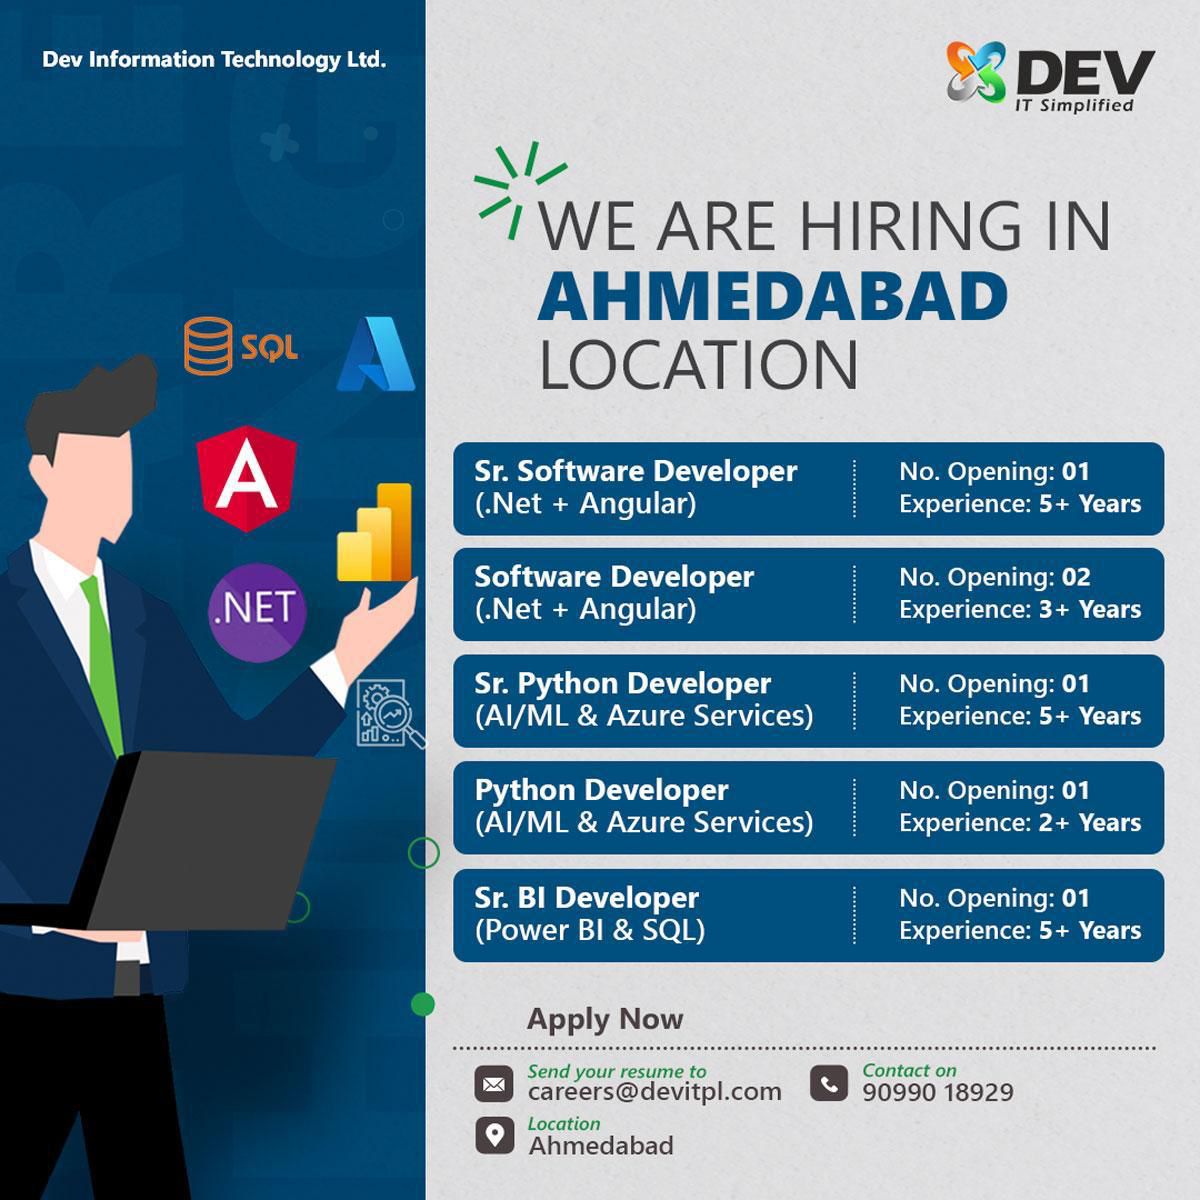 Dev Information Technology Ltd.
DEV
IT Simplified
WE ARE HIRING IN
AHMEDABAD
LOCATION
SQL
A
.NET
Sr. Software Developer
(.Net + Angular)
No. Opening: 01
Experience: 5+ Years
Software Developer
(.Net + Angular)
No. Opening: 02
Experience: 3+ Years
Sr. Python Developer
(AI/ML & Azure Services)
No. Opening: 01
Experience: 5+ Years
Python Developer
(AI/ML & Azure Services)
No. Opening: 01
Experience: 2+ Years
Sr. BI Developer
(Power BI & SQL)
No. Opening: 01
Experience: 5+ Years
Apply Now
Send your resume to
careers@devitpl.com
Contact on
90990 18929
Location
Ahmedabad